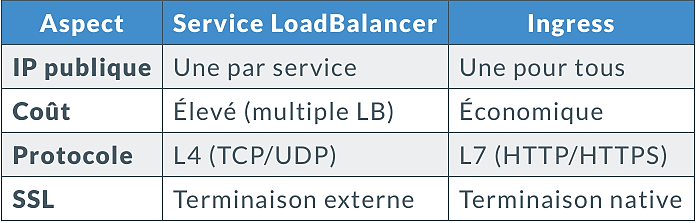 Aspect Service LoadBalancer Ingress
IP publique Une par service Une pour tous
Coût Élevé (multiple LB) Économique
Protocole L4 (TCP/UDP) L7 (HTTP/HTTPS)
SSL Terminaison externe Terminaison native